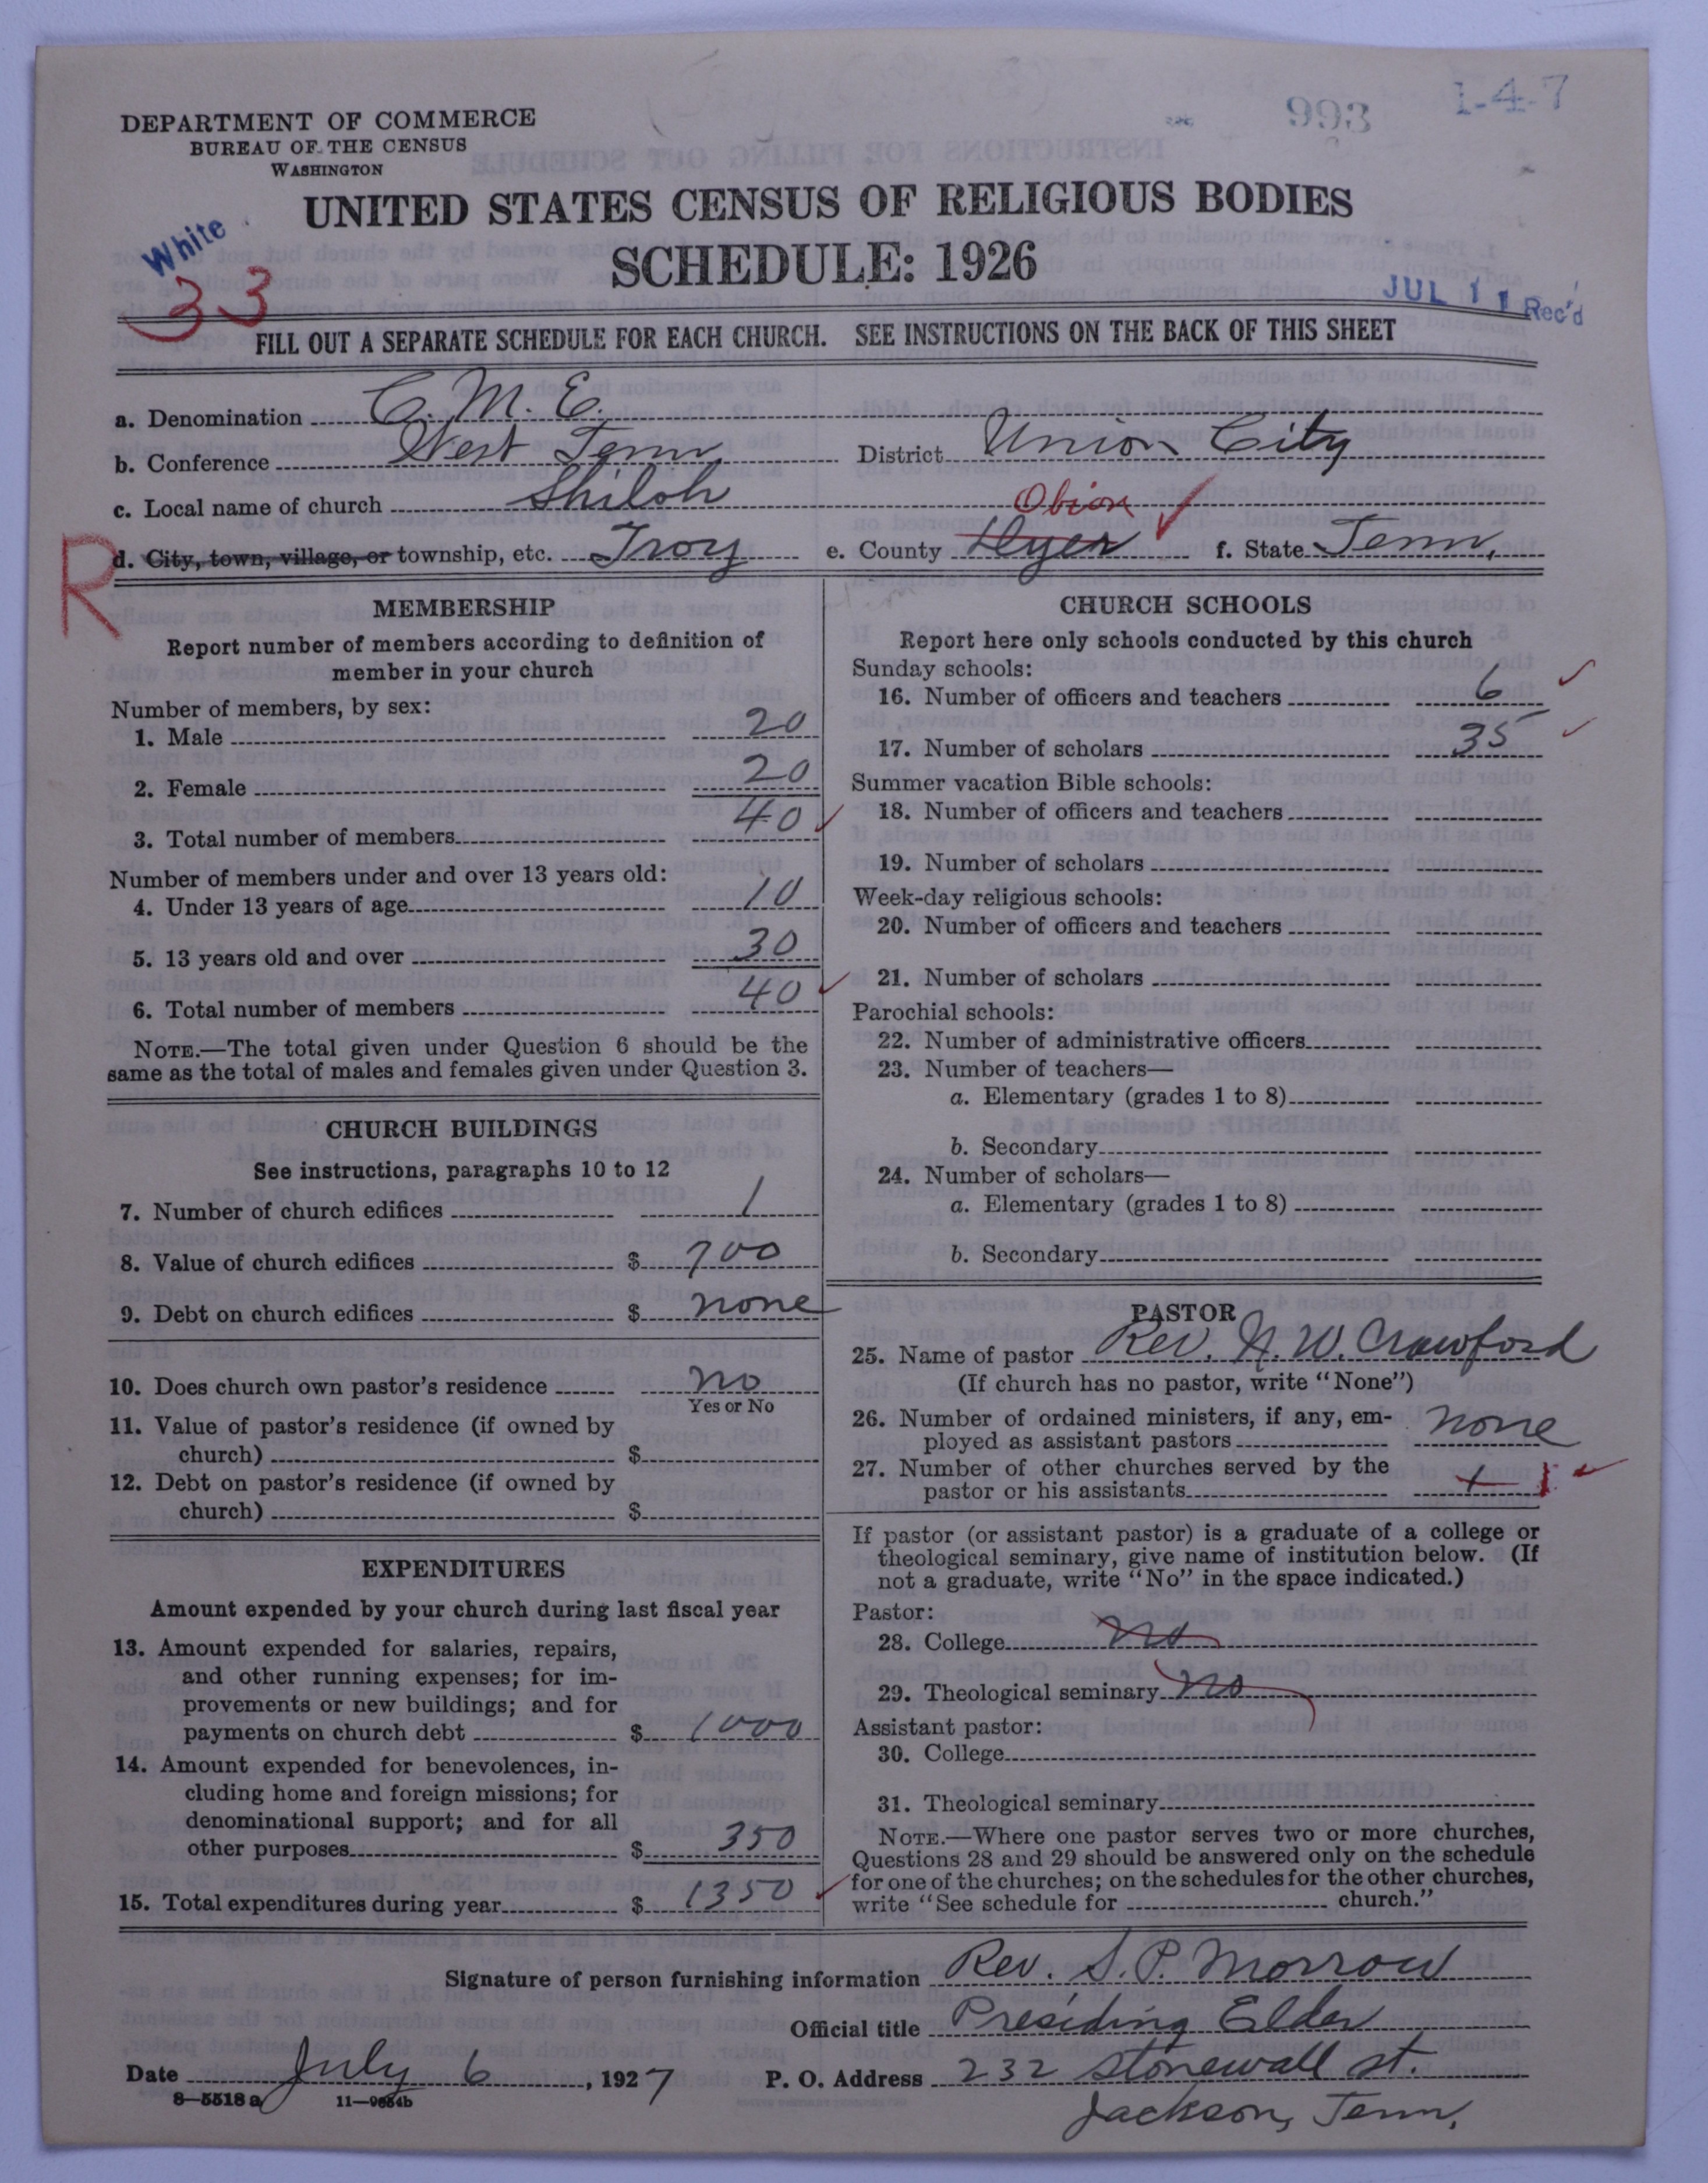 993
1-4-7
DEPARTMENT OF COMMERCE
BUREAU OF THE CENSUS
WASHINGTON
UNITED STATES CENSUS OF RELIGIOUS BODIES
SCHEDULE: 1926
White
33
JUL 11 Rec'd
FILL OUT A SEPARATE SCHEDULE FOR EACH CHURCH. SEE INSTRUCTIONS ON THE BACK OF THIS SHEET
a. Denomination C. M. E.
b. Conference West Tenn. District Union City
c. Local name of church Shiloh
Obion
R
d. City, town, village, or township, etc. Troy e. County Dyer f. State Tenn.
MEMBERSHIP
Report number of members according to definition of
member in your church
Number of members, by sex:
1. Male 20
2. Female 20
3. Total number of members 40
Number of members under and over 13 years old:
4. Under 13 years of age 10
5. 13 years old and over 30
6. Total number of members 40
NOTE.—The total given under Question 6 should be the
same as the total of males and females given under Question 3.
CHURCH BUILDINGS
See instructions, paragraphs 10 to 12
7. Number of church edifices 1
8. Value of church edifices $ 700
9. Debt on church edifices $ none
10. Does church own pastor's residence no
Yes or No
11. Value of pastor's residence (if owned by
church) $
12. Debt on pastor's residence (if owned by
church) $
EXPENDITURES
Amount expended by your church during last fiscal year
13. Amount expended for salaries, repairs,
and other running expenses; for im-
provements or new buildings; and for
payments on church debt $ 1000
14. Amount expended for benevolences, in-
cluding home and foreign missions; for
denominational support; and for all
other purposes $ 350
15. Total expenditures during year $ 1350
CHURCH SCHOOLS
Report here only schools conducted by this church
Sunday schools:
16. Number of officers and teachers 6
17. Number of scholars 35
Summer vacation Bible schools:
18. Number of officers and teachers
19. Number of scholars
Week-day religious schools:
20. Number of officers and teachers
21. Number of scholars
Parochial schools:
22. Number of administrative officers
23. Number of teachers—
a. Elementary (grades 1 to 8)
b. Secondary
24. Number of scholars—
a. Elementary (grades 1 to 8)
b. Secondary
PASTOR
25. Name of pastor Rev. N. W. Crawford
(If church has no pastor, write "None")
26. Number of ordained ministers, if any, em-
ployed as assistant pastors none
27. Number of other churches served by the
pastor or his assistants 1
If pastor (or assistant pastor) is a graduate of a college or
theological seminary, give name of institution below. (If
not a graduate, write "No" in the space indicated.)
Pastor:
28. College no
29. Theological seminary no
Assistant pastor:
30. College
31. Theological seminary
NOTE.—Where one pastor serves two or more churches,
Questions 28 and 29 should be answered only on the schedule
for one of the churches; on the schedules for the other churches,
write "See schedule for church."
Signature of person furnishing information Rev. S. P. Morrow
Official title Presiding Elder
Date July 6, 1927 P. O. Address 232 Stonewall st.
8—5518 a 11—9684b
Jackson, Tenn.